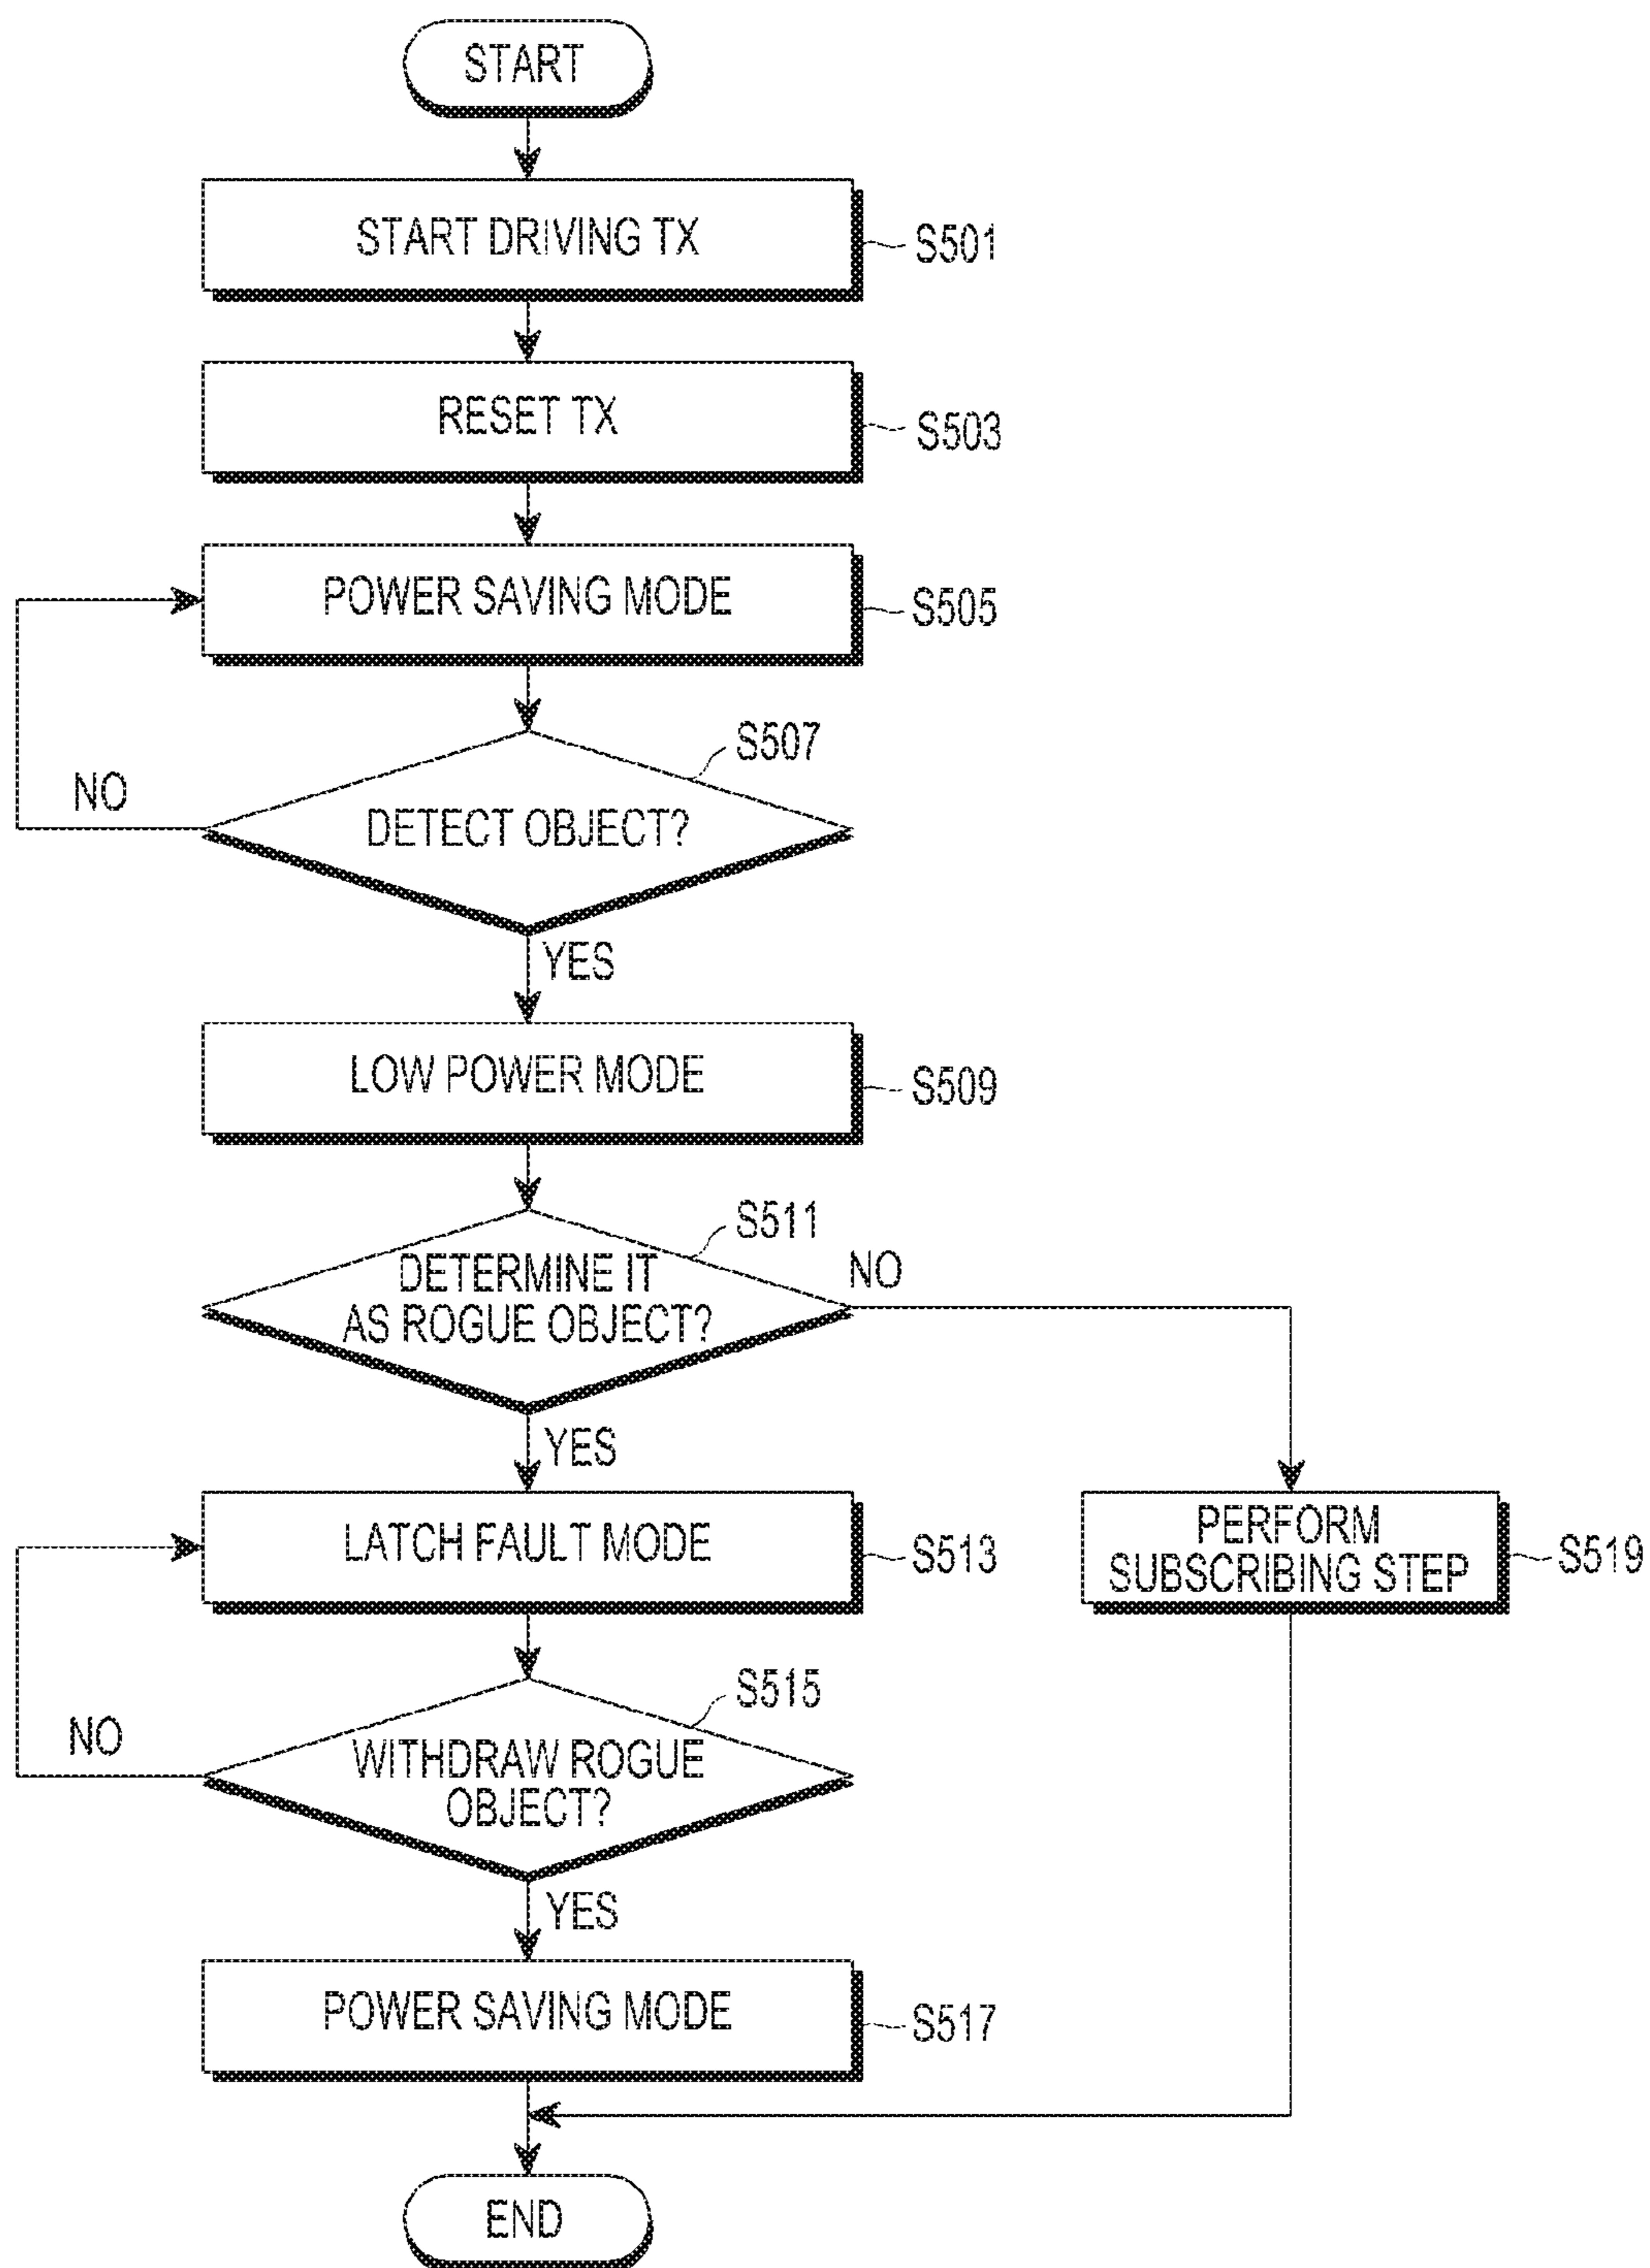 START
START DRIVING TX
S501
RESET TX
S503
POWER SAVING MODE
S505
S507
DETECT OBJECT?
NO
YES
LOW POWER MODE
S509
S511
DETERMINE IT
AS ROGUE OBJECT?
NO
YES
LATCH FAULT MODE
S513
PERFORM
SUBSCRIBING STEP
S519
S515
WITHDRAW ROGUE
OBJECT?
NO
YES
POWER SAVING MODE
S517
END